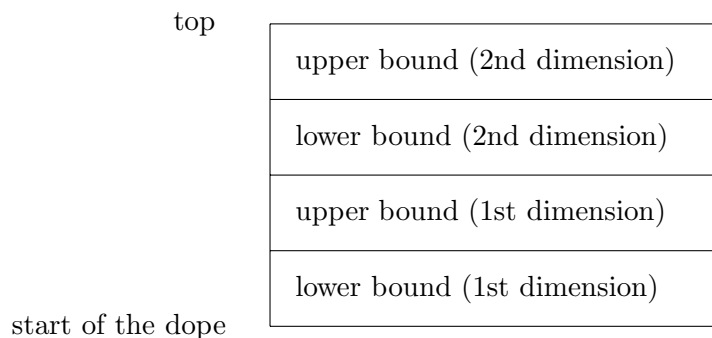 top
upper bound (2nd dimension)
lower bound (2nd dimension)
upper bound (1st dimension)
lower bound (1st dimension)
start of the dope